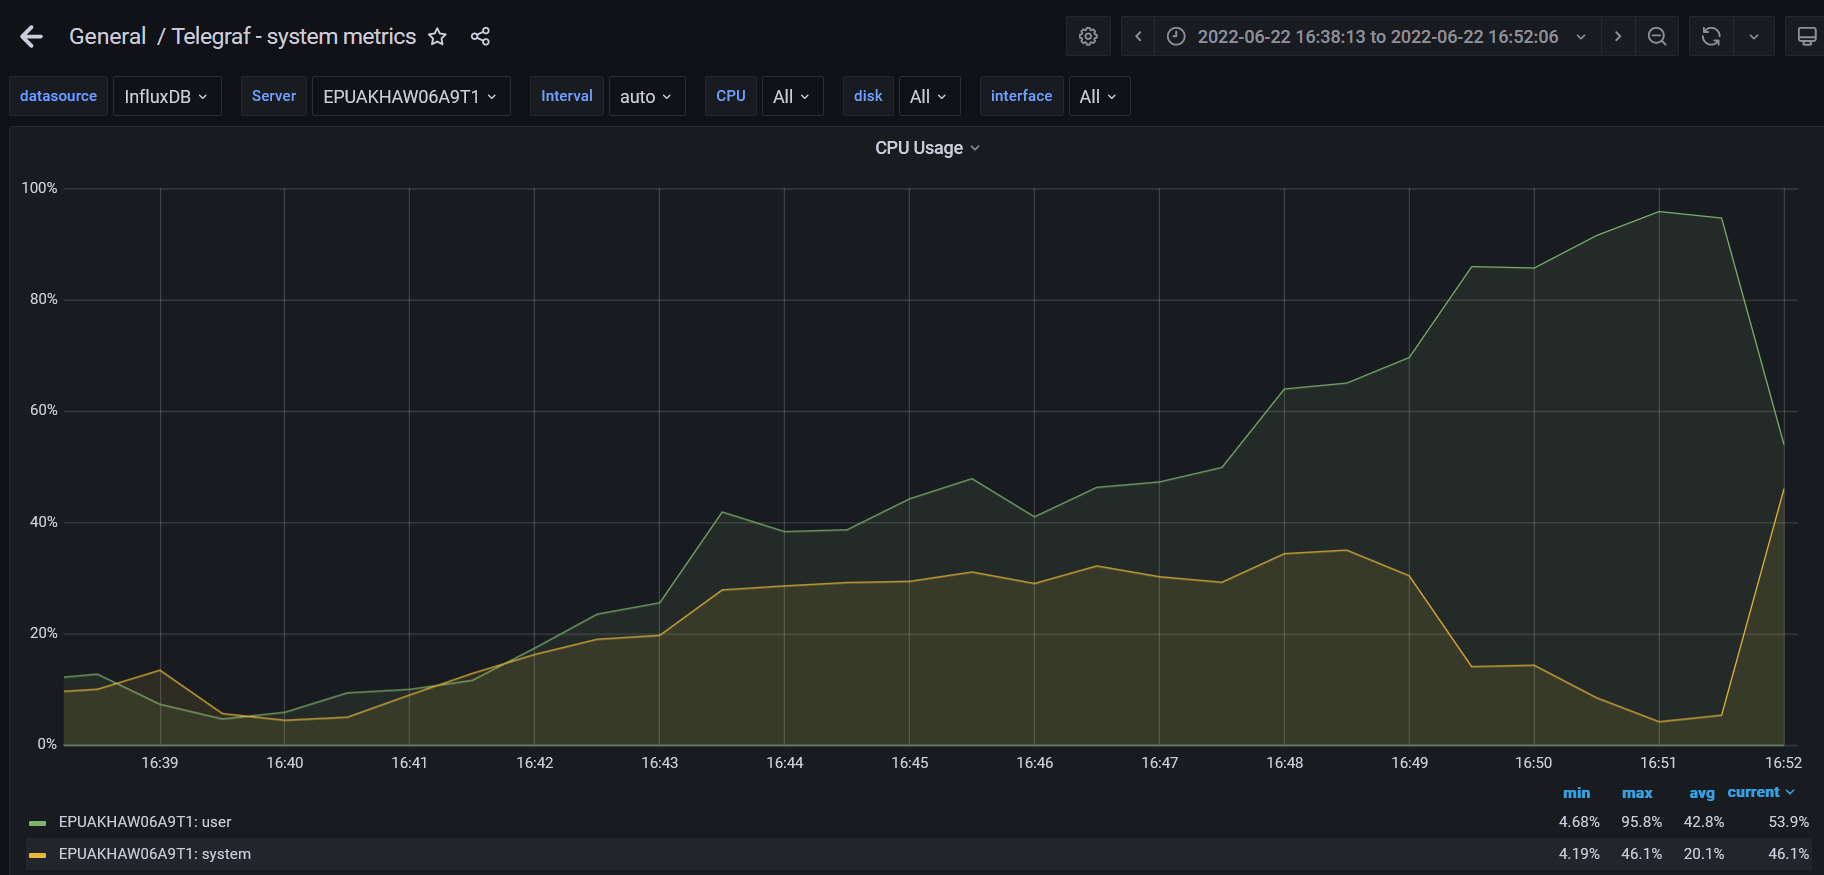 General / Telegraf - system metrics
2022-06-22 16:38:13 to 2022-06-22 16:52:06
datasource InfluxDB Server EPUAKHAW06A9T1 Interval auto CPU All disk All interface All
CPU Usage
100%
80%
60%
40%
20%
0%
16:39 16:40 16:41 16:42 16:43 16:44 16:45 16:46 16:47 16:48 16:49 16:50 16:51 16:52
min max avg current
EPUAKHAW06A9T1: user 4.68% 95.8% 42.8% 53.9%
EPUAKHAW06A9T1: system 4.19% 46.1% 20.1% 46.1%